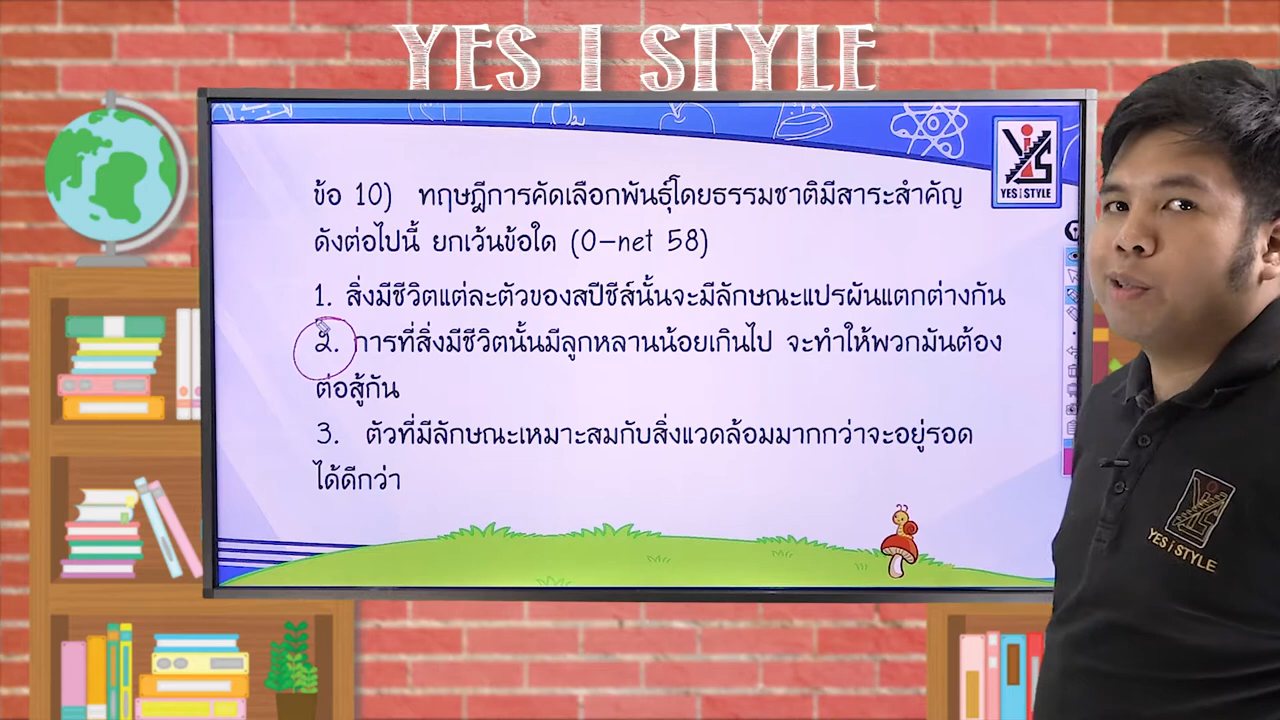 YES I STYLE
YES i STYLE
ข้อ 10) ทฤษฎีการคัดเลือกพันธุ์โดยธรรมชาติมีสาระสำคัญ
ดังต่อไปนี้ ยกเว้นข้อใด (O-net 58)
1. สิ่งมีชีวิตแต่ละตัวของสปีชีส์นั้นจะมีลักษณะแปรผันแตกต่างกัน
2. การที่สิ่งมีชีวิตนั้นมีลูกหลานน้อยเกินไป จะทำให้พวกมันต้อง
ต่อสู้กัน
3. ตัวที่มีลักษณะเหมาะสมกับสิ่งแวดล้อมมากกว่าจะอยู่รอด
ได้ดีกว่า
YES i STYLE